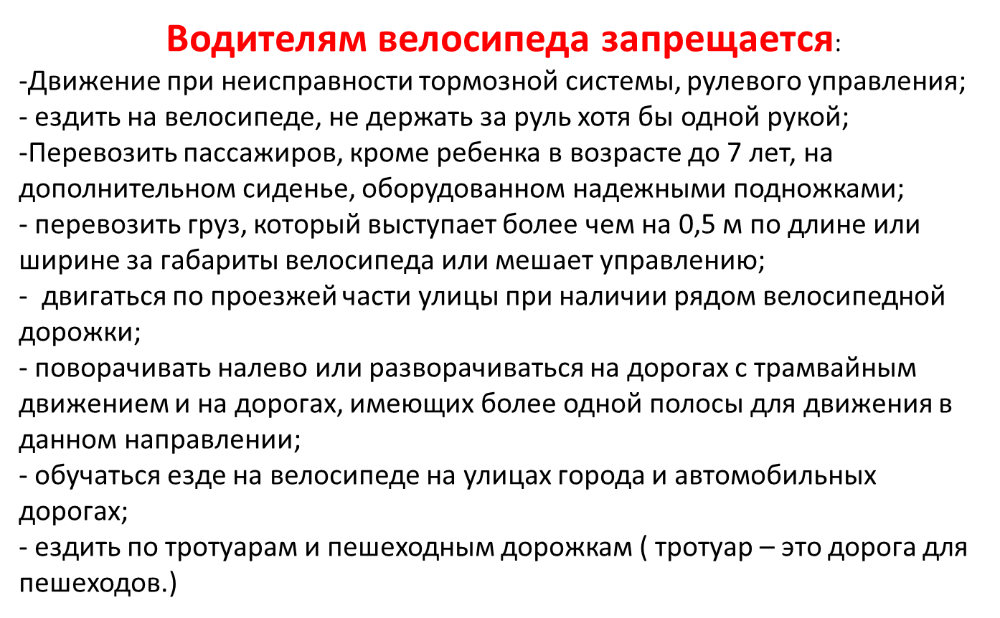 Водителям велосипеда запрещается:
-Движение при неисправности тормозной системы, рулевого управления;
- ездить на велосипеде, не держать за руль хотя бы одной рукой;
-Перевозить пассажиров, кроме ребенка в возрасте до 7 лет, на
дополнительном сиденье, оборудованном надежными подножками;
- перевозить груз, который выступает более чем на 0,5 м по длине или
ширине за габариты велосипеда или мешает управлению;
-  двигаться по проезжей части улицы при наличии рядом велосипедной
дорожки;
- поворачивать налево или разворачиваться на дорогах с трамвайным
движением и на дорогах, имеющих более одной полосы для движения в
данном направлении;
- обучаться езде на велосипеде на улицах города и автомобильных
дорогах;
- ездить по тротуарам и пешеходным дорожкам ( тротуар – это дорога для
пешеходов.)